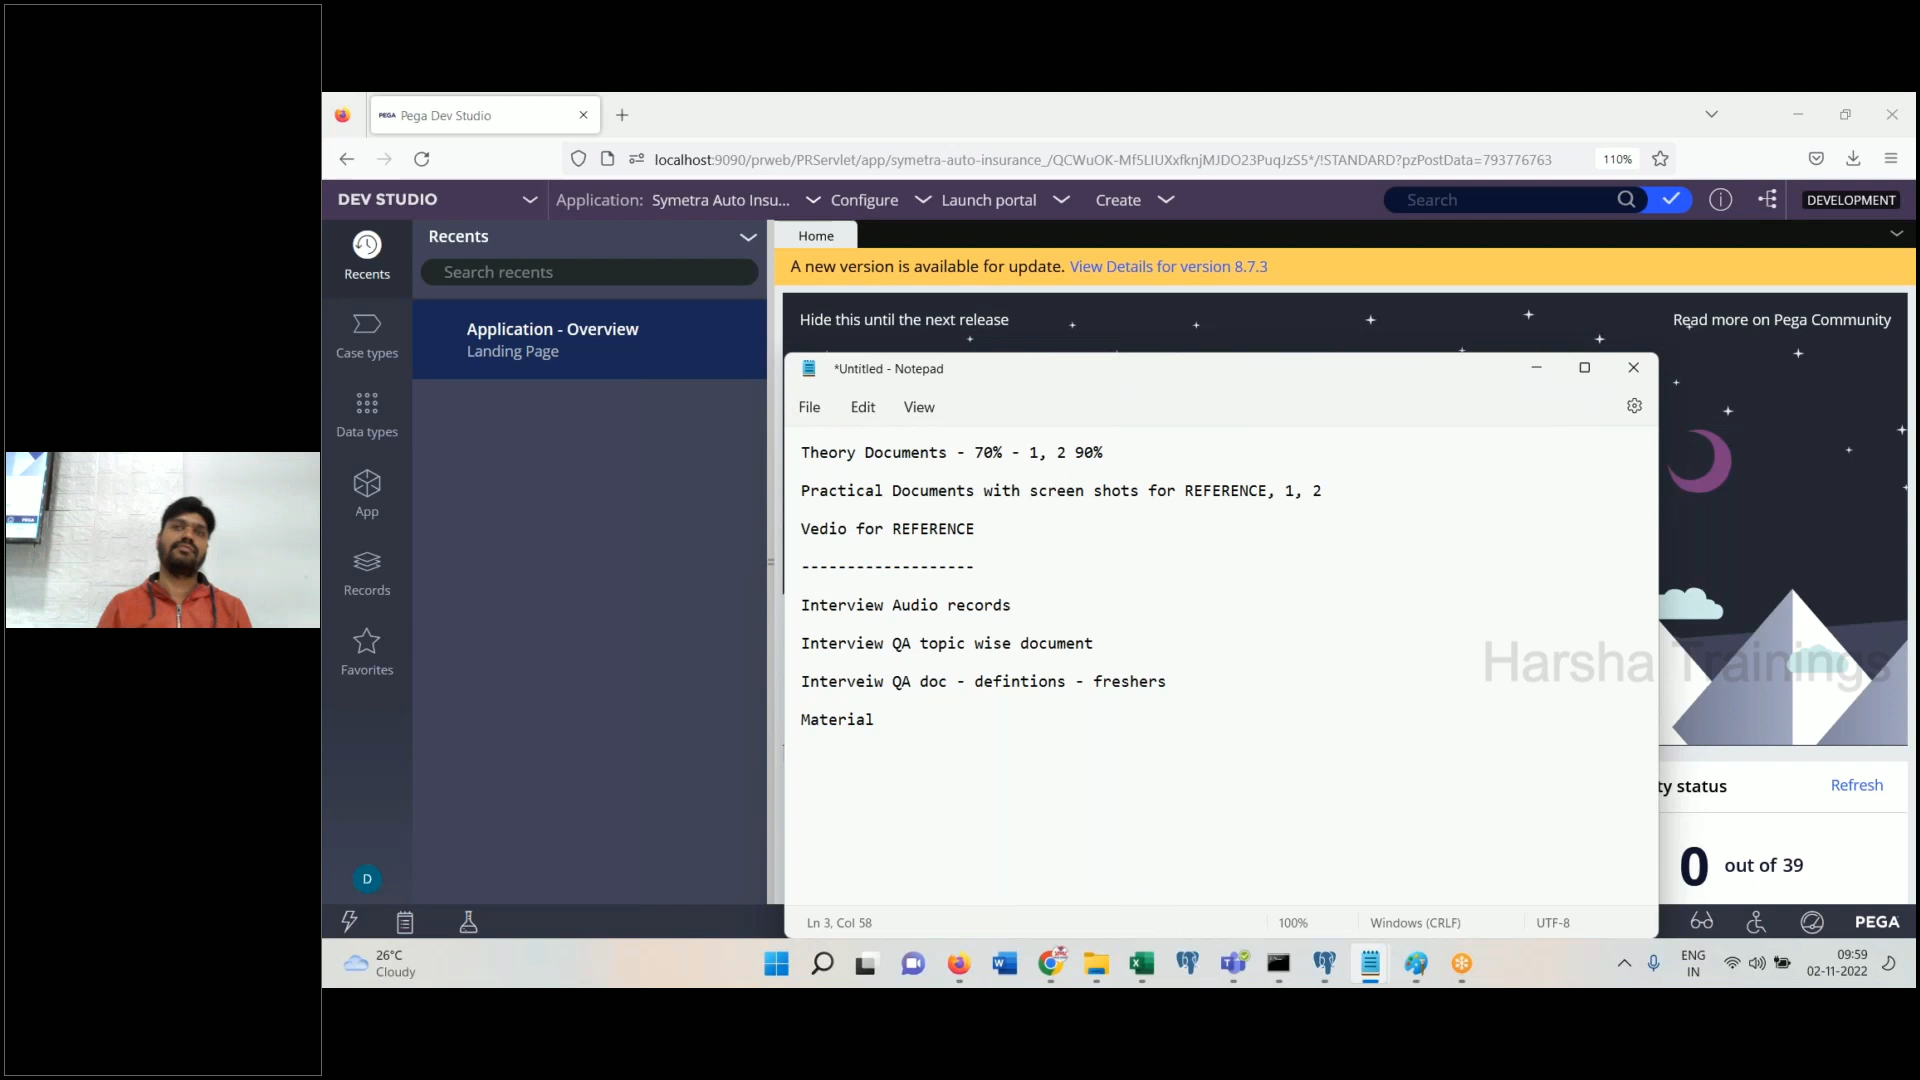 PEGA Pega Dev Studio
localhost:9090/prweb/PRServlet/app/symetra-auto-insurance_/QCWuOK-Mf5LIUXxfknjMJDO23PuqJzS5*/!STANDARD?pzPostData=793776763
110%
DEV STUDIO
Application: Symetra Auto Insu...
Configure
Launch portal
Create
Search
DEVELOPMENT
Recents
Recents
Home
Search recents
A new version is available for update. View Details for version 8.7.3
Application - Overview
Landing Page
Hide this until the next release
Read more on Pega Community
Case types
Data types
App
Records
Favorites
D
*Untitled - Notepad
File
Edit
View
Theory Documents - 70% - 1, 2 90%
Practical Documents with screen shots for REFERENCE, 1, 2
Vedio for REFERENCE
-------------------
Interview Audio records
Interview QA topic wise document
Interveiw QA doc - defintions - freshers
Material
Harsha Trainings
ty status
Refresh
0 out of 39
Ln 3, Col 58
100%
Windows (CRLF)
UTF-8
PEGA
26°C
Cloudy
ENG
IN
09:59
02-11-2022